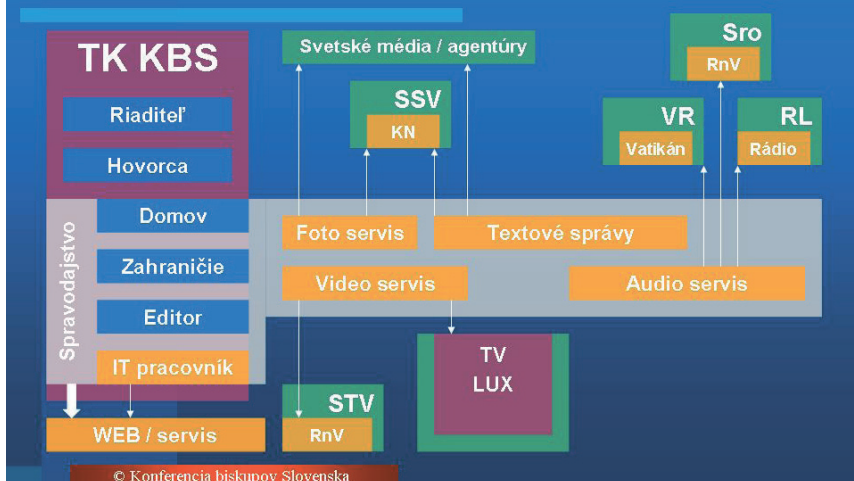 TK KBS
Riaditeľ
Hovorca
Spravodajstvo
Domov
Zahraničie
Editor
IT pracovník
WEB / servis
Svetské média / agentúry
SSV
KN
Sro
RnV
VR
Vatikán
RL
Rádio
Foto servis
Textové správy
Video servis
Audio servis
TV
LUX
STV
RnV
© Konferencia biskupov Slovenska